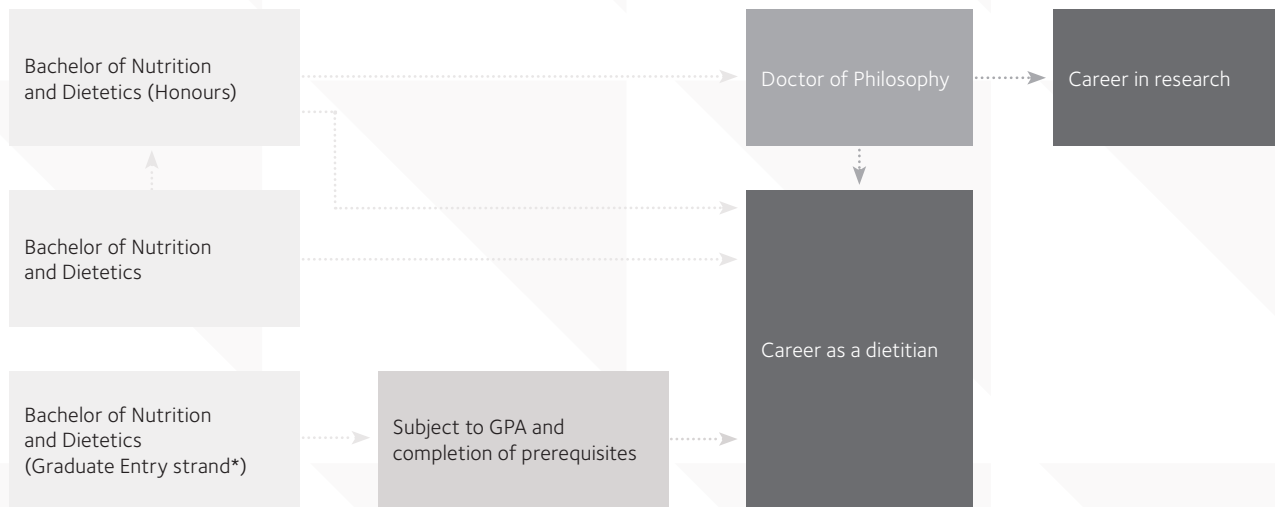 Bachelor of Nutrition
and Dietetics (Honours)
Doctor of Philosophy
Career in research
Bachelor of Nutrition
and Dietetics
Career as a dietitian
Bachelor of Nutrition
and Dietetics
(Graduate Entry strand*)
Subject to GPA and
completion of prerequisites